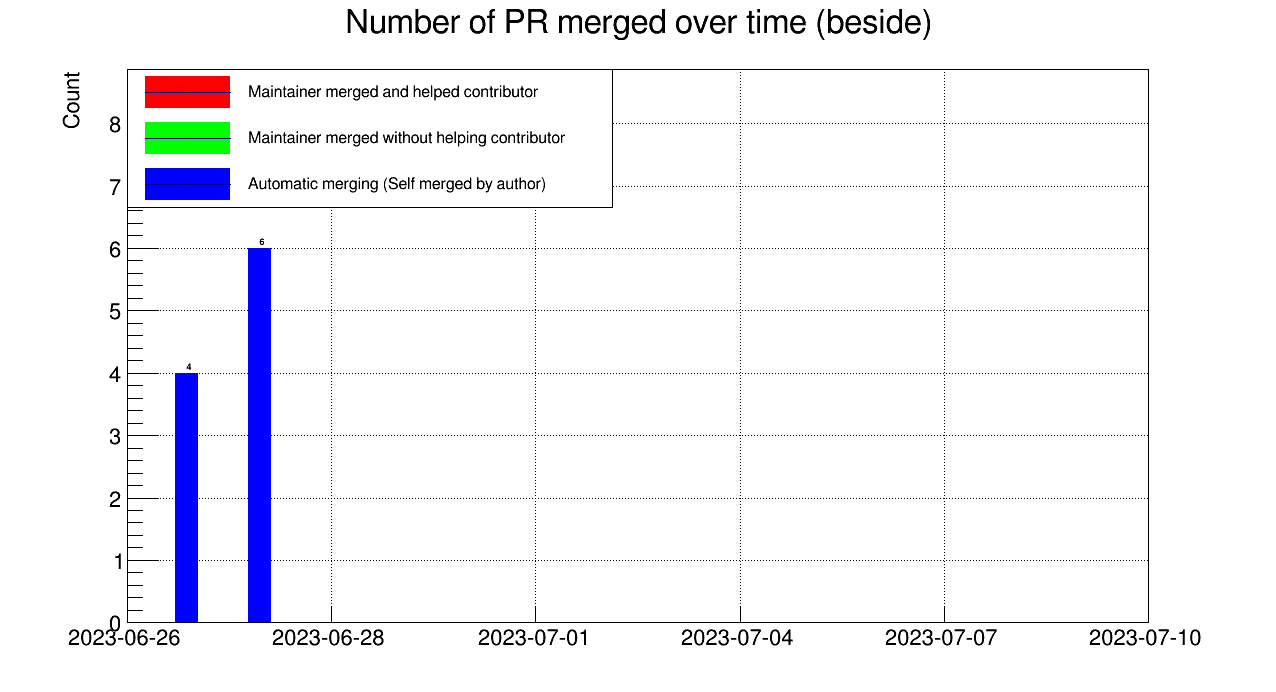 Number of PR merged over time (beside)
Count
Maintainer merged and helped contributor
Maintainer merged without helping contributor
Automatic merging (Self merged by author)
8
7
6
5
4
3
2
1
0
6
4
2023-06-26 2023-06-28 2023-07-01 2023-07-04 2023-07-07 2023-07-10